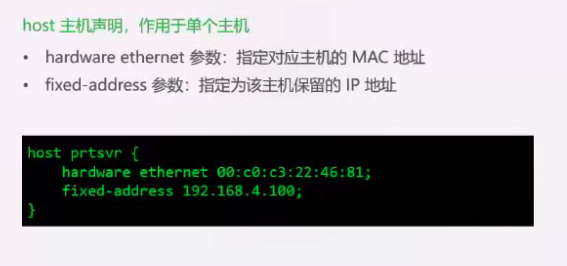 host 主机声明，作用于单个主机
• hardware ethernet 参数：指定对应主机的 MAC 地址
• fixed-address 参数：指定为该主机保留的 IP 地址
host prtsvr {
    hardware ethernet 00:c0:c3:22:46:81;
    fixed-address 192.168.4.100;
}